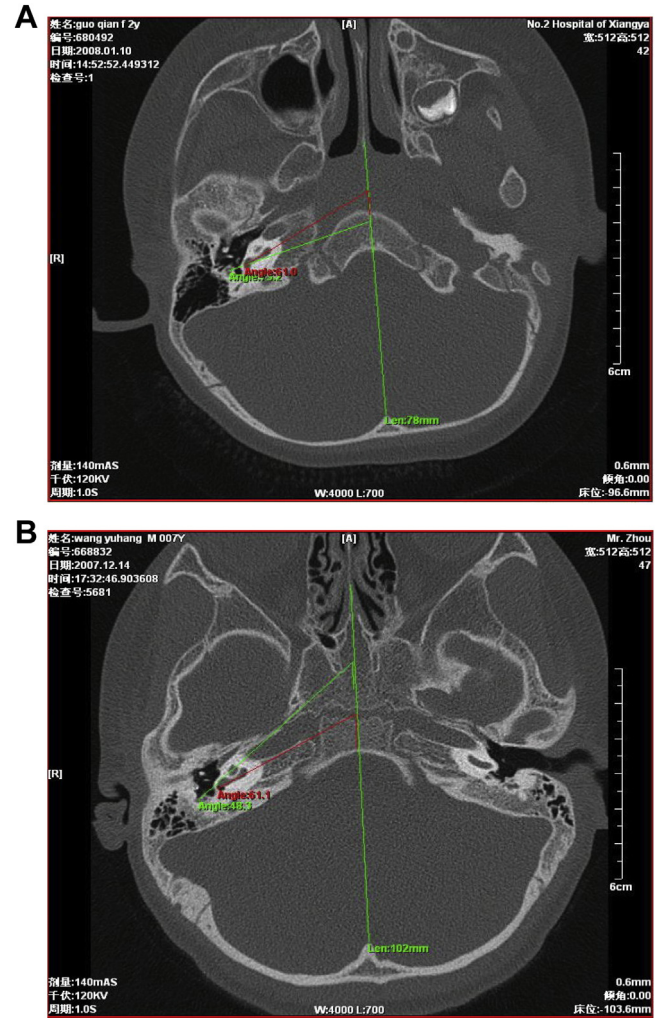 A
姓名:guo qian f 2y
[A]
No.2 Hospital of Xiangya
编号:680492
宽:512高:512
日期:2008.01.10
42
时间:14:52:52.449312
检查号:1
[R]
Angle:61.0
Len:78mm
6cm
剂量:140mAS
0.6mm
千伏:120KV
倾角:0.00
周期:1.0S
W:4000 L:700
床位:-96.6mm
B
姓名:wang yuhang M 007Y
[A]
Mr. Zhou
编号:668832
宽:512高:512
日期:2007.12.14
47
时间:17:32:46.903608
检查号:5681
[R]
Angle:61.1
Angle:48.3
Len:102mm
6cm
剂量:140mAS
0.6mm
千伏:120KV
倾角:0.00
周期:1.0S
W:4000 L:700
床位:-103.6mm